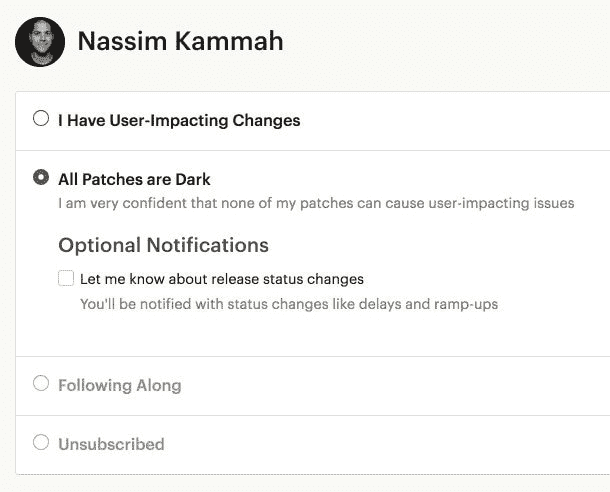 Nassim Kammah
I Have User-Impacting Changes
All Patches are Dark
I am very confident that none of my patches can cause user-impacting issues
Optional Notifications
Let me know about release status changes
You'll be notified with status changes like delays and ramp-ups
Following Along
Unsubscribed